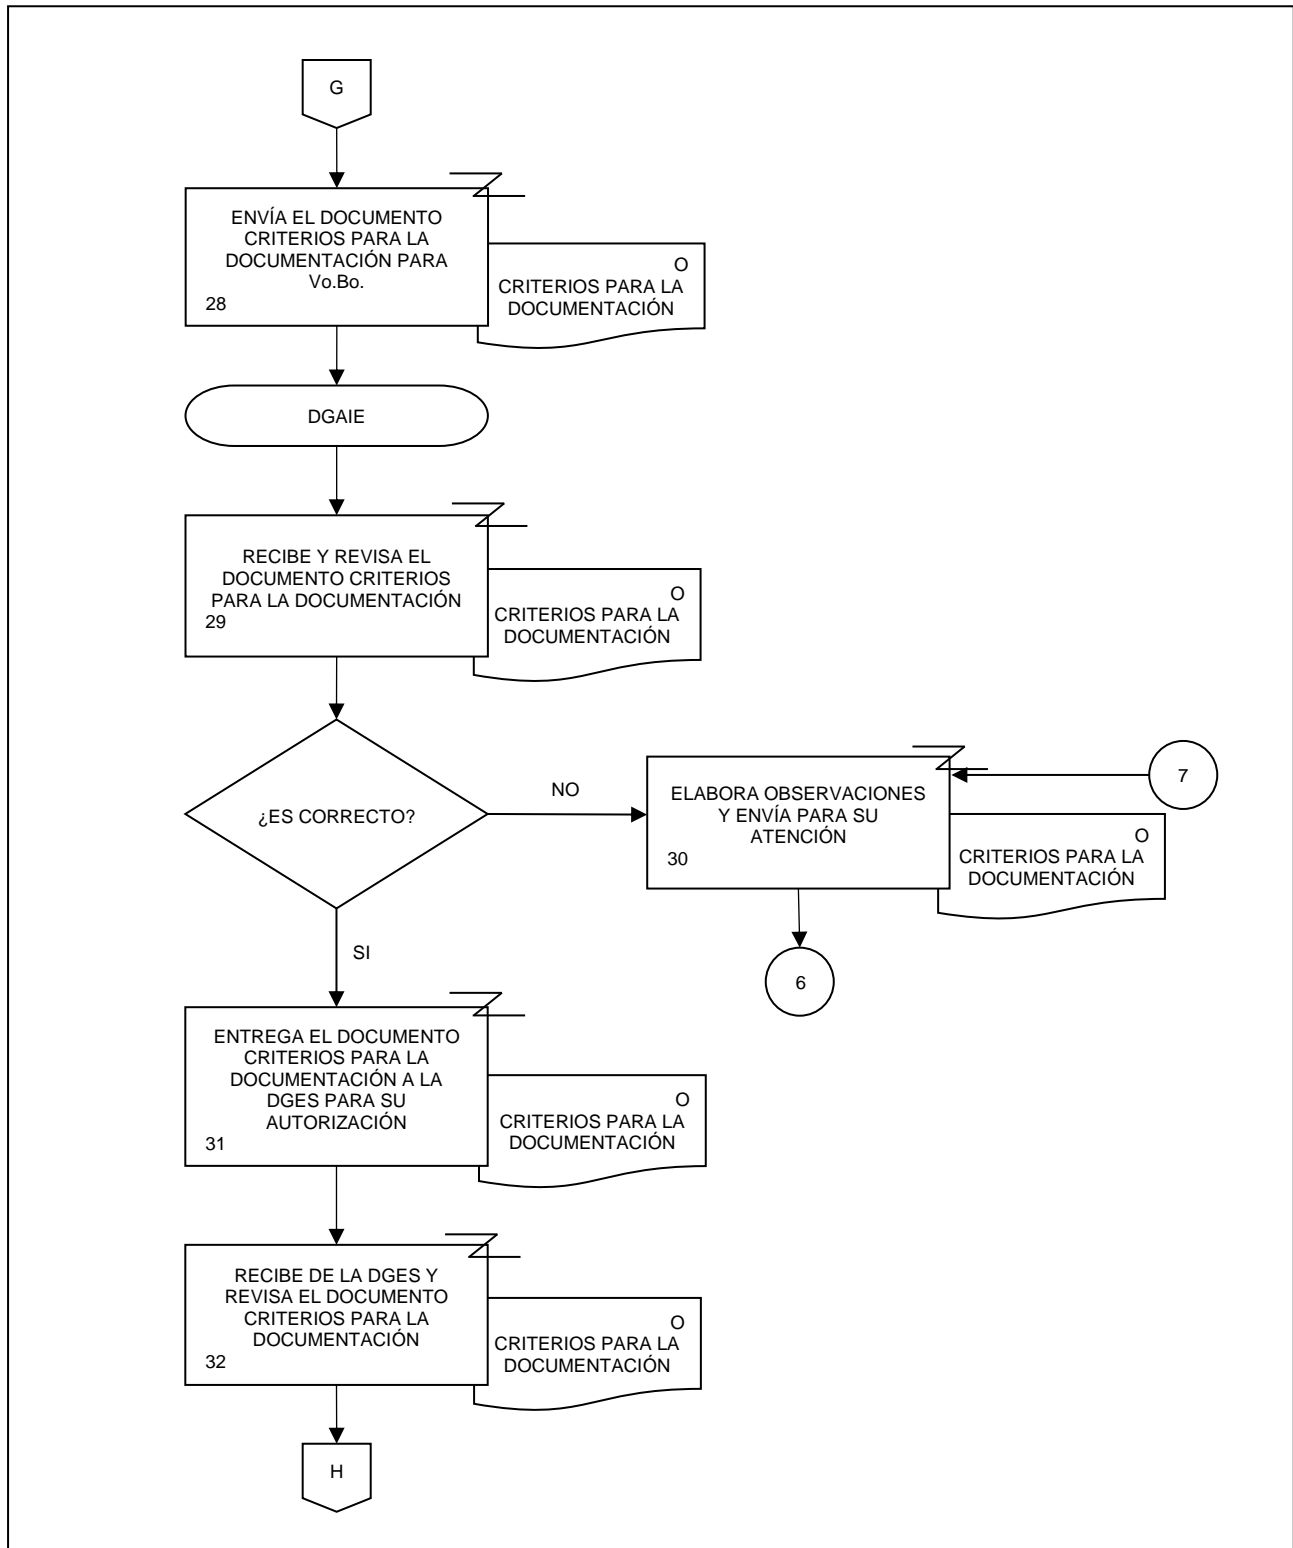 G
ENVÍA EL DOCUMENTO
CRITERIOS PARA LA
DOCUMENTACIÓN PARA
Vo.Bo.
28
O
CRITERIOS PARA LA
DOCUMENTACIÓN
DGAIE
RECIBE Y REVISA EL
DOCUMENTO CRITERIOS
PARA LA DOCUMENTACIÓN
29
O
CRITERIOS PARA LA
DOCUMENTACIÓN
¿ES CORRECTO?
NO
ELABORA OBSERVACIONES
Y ENVÍA PARA SU
ATENCIÓN
30
7
O
CRITERIOS PARA LA
DOCUMENTACIÓN
6
SI
ENTREGA EL DOCUMENTO
CRITERIOS PARA LA
DOCUMENTACIÓN A LA
DGES PARA SU
AUTORIZACIÓN
31
O
CRITERIOS PARA LA
DOCUMENTACIÓN
RECIBE DE LA DGES Y
REVISA EL DOCUMENTO
CRITERIOS PARA LA
DOCUMENTACIÓN
32
O
CRITERIOS PARA LA
DOCUMENTACIÓN
H